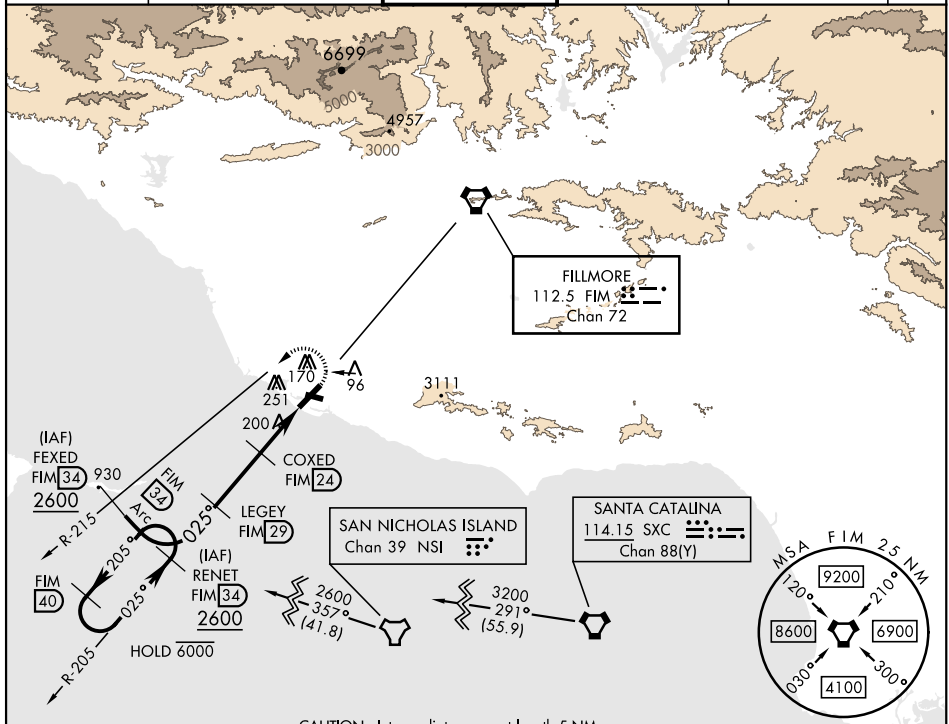 6699
5000
4957
3000
FILLMORE
112.5 FIM
Chan 72
170
96
251
3111
200
(IAF)
FEXED
FIM 34
2600
930
FIM
34
Arc
R-215
COXED
FIM 24
LEGEY
FIM 29
025°
205°
025°
(IAF)
RENET
FIM 34
2600
FIM
40
HOLD 6000
R-205
SAN NICHOLAS ISLAND
Chan 39 NSI
2600
357°
(41.8)
SANTA CATALINA
114.15 SXC
Chan 88(Y)
3200
291°
(55.9)
MSA FIM 25 NM
120°
9200
210°
8600
6900
030°
4100
300°